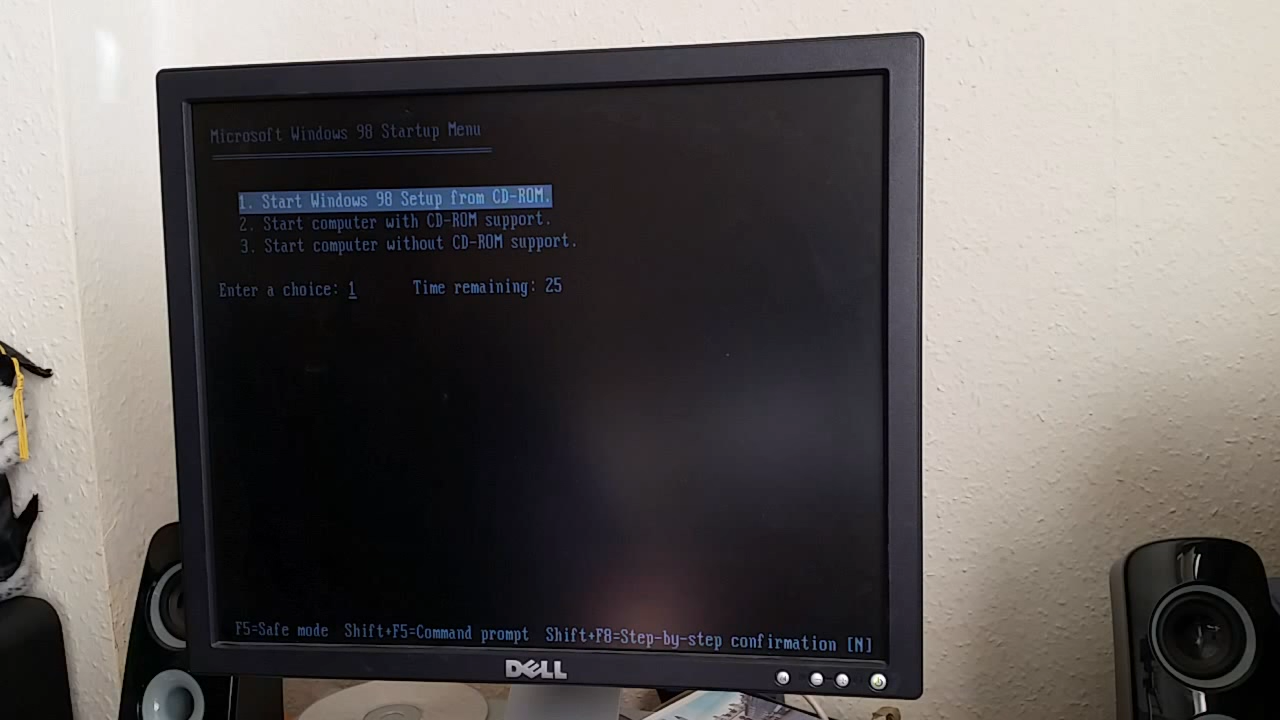 Microsoft Windows 98 Startup Menu
1. Start Windows 98 Setup from CD-ROM.
2. Start computer with CD-ROM support.
3. Start computer without CD-ROM support.
Enter a choice: 1 Time remaining: 25
F5=Safe mode Shift+F5=Command prompt Shift+F8=Step-by-step confirmation [N]
DELL